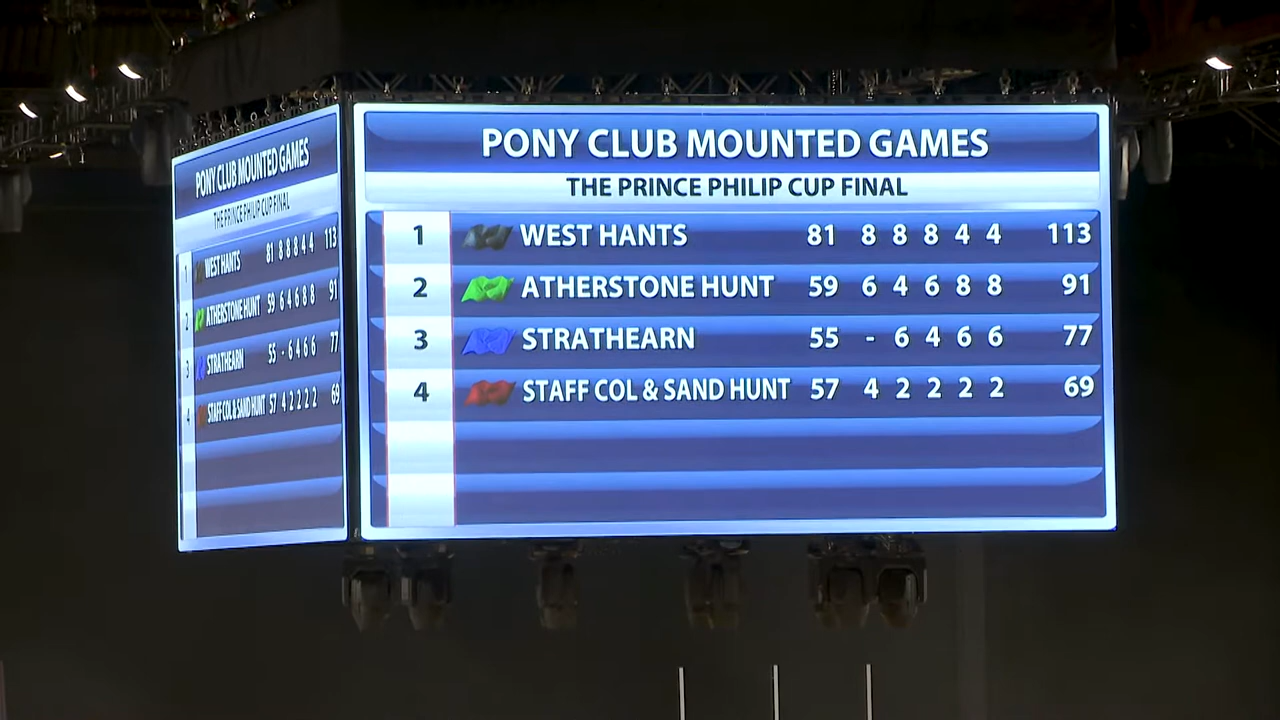 PONY CLUB MOUNTED GAMES
THE PRINCE PHILIP CUP FINAL
1 WEST HANTS 81 8 8 8 4 4 113
2 ATHERSTONE HUNT 59 6 4 6 8 8 91
3 STRATHEARN 55 - 6 4 6 6 77
4 STAFF COL & SAND HUNT 57 4 2 2 2 2 69
PONY CLUB MOUNTED GAMES
THE PRINCE PHILIP CUP FINAL
1 WEST HANTS 81 8 8 8 4 4 113
2 ATHERSTONE HUNT 59 6 4 6 8 8 91
3 STRATHEARN 55 - 6 4 6 6 77
4 STAFF COL & SAND HUNT 57 4 2 2 2 2 69